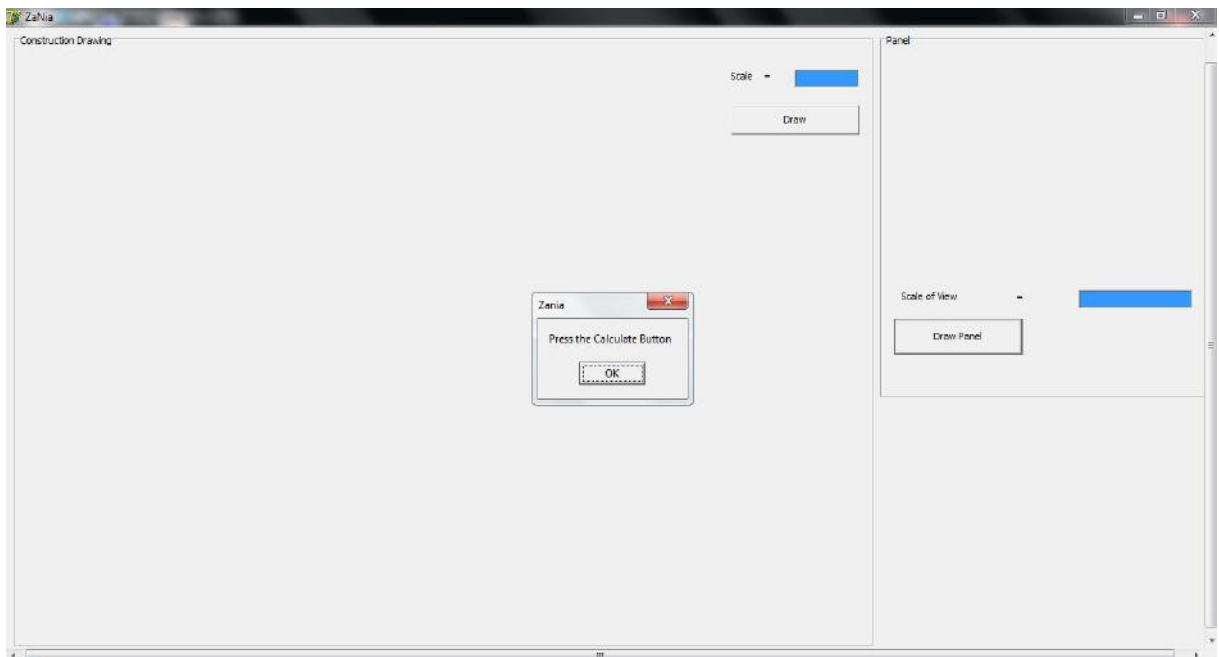 ZaNia
Construction Drawing
Panel
Scale =
Draw
Scale of View =
Draw Panel
Zania
Press the Calculate Button
OK